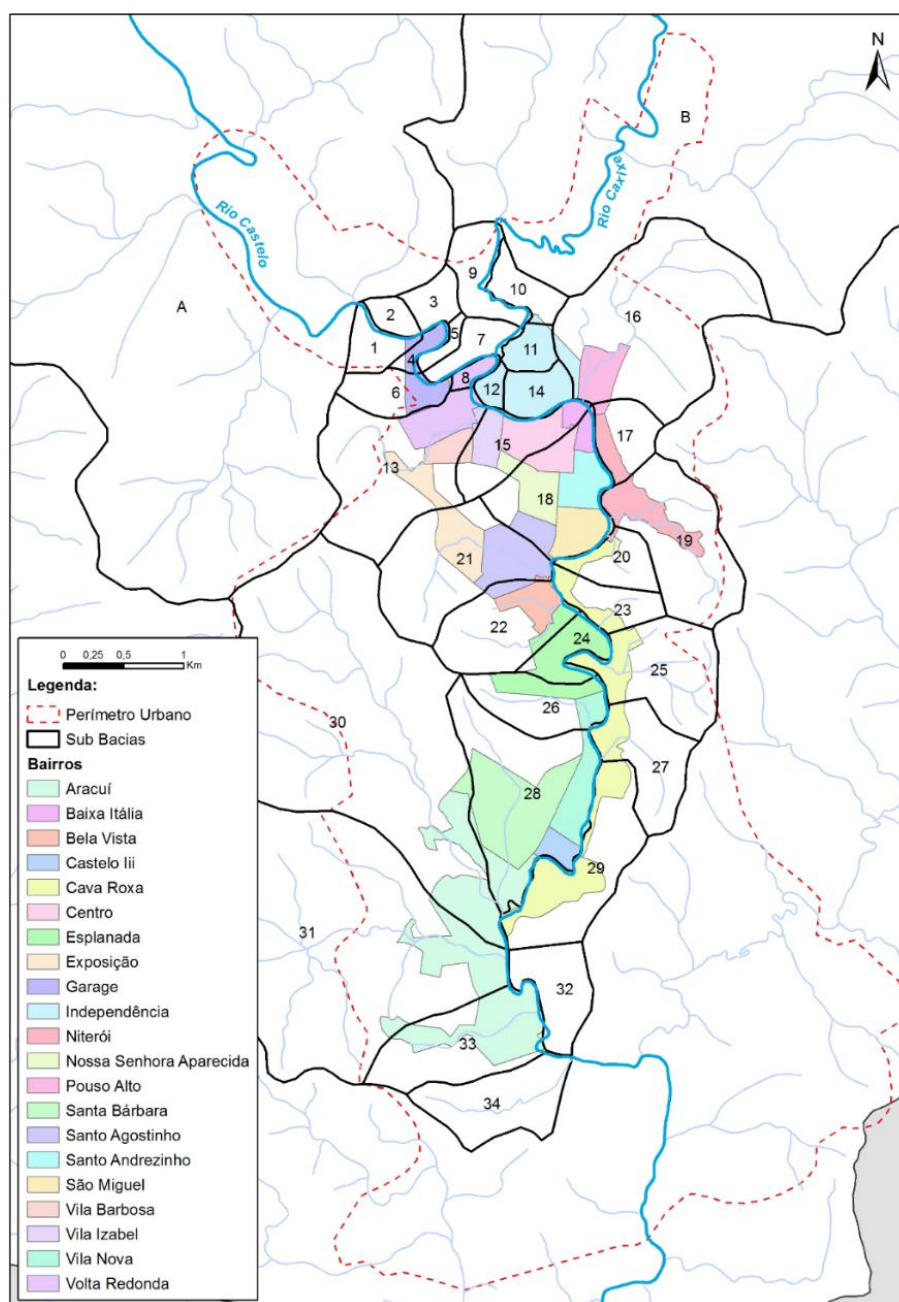 N
B
Rio Caxixe
Rio Castelo
A
9
10
3
2
16
5
7
1
11
4
8
6
12
14
17
15
13
18
19
20
21
23
22
24
25
26
30
27
28
29
31
32
33
34
0 0,25 0,5 1
Km
Legenda:
Perímetro Urbano
Sub Bacias
Bairros
Aracuí
Baixa Itália
Bela Vista
Castelo Iii
Cava Roxa
Centro
Esplanada
Exposição
Garage
Independência
Niterói
Nossa Senhora Aparecida
Pouso Alto
Santa Bárbara
Santo Agostinho
Santo Andrezinho
São Miguel
Vila Barbosa
Vila Izabel
Vila Nova
Volta Redonda